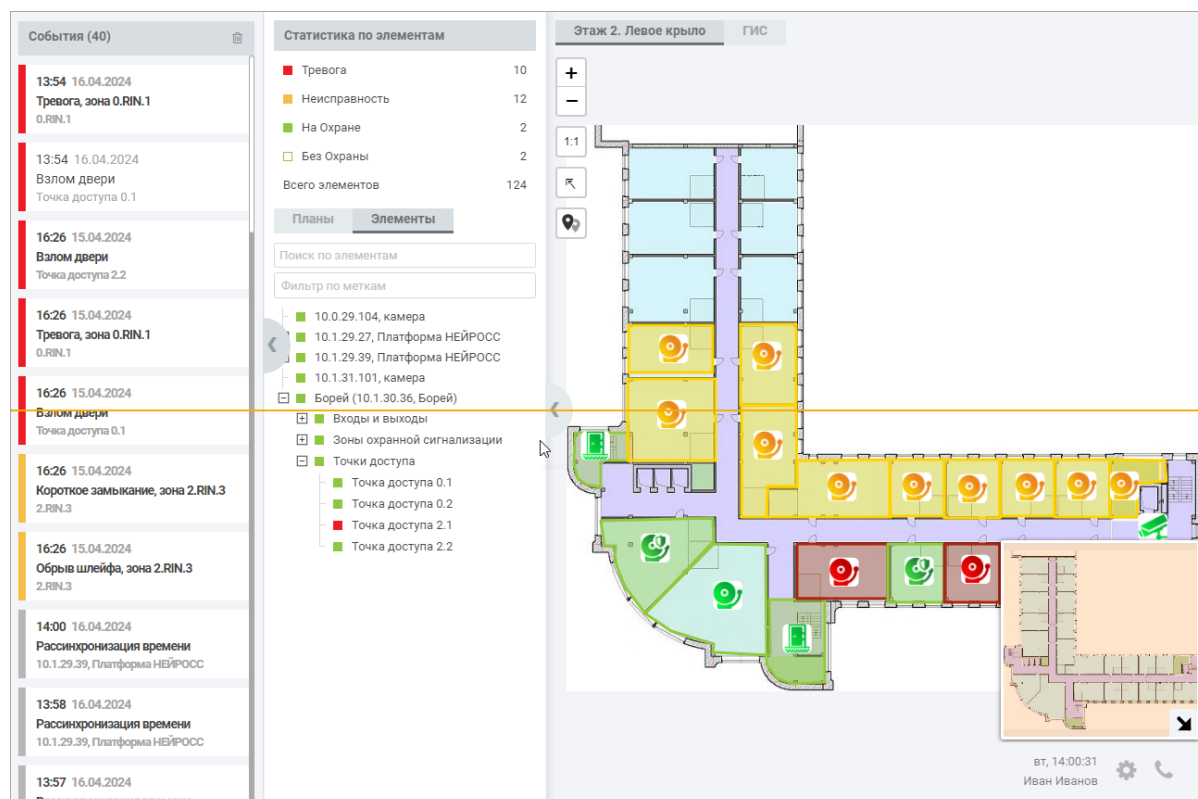 События (40)
13:54 16.04.2024
Тревога, зона 0.RIN.1
0.RIN.1
13:54 16.04.2024
Взлом двери
Точка доступа 0.1
16:26 15.04.2024
Взлом двери
Точка доступа 2.2
16:26 15.04.2024
Тревога, зона 0.RIN.1
0.RIN.1
16:26 15.04.2024
Взлом двери
Точка доступа 0.1
16:26 15.04.2024
Короткое замыкание, зона 2.RIN.3
2.RIN.3
16:26 15.04.2024
Обрыв шлейфа, зона 2.RIN.3
2.RIN.3
14:00 16.04.2024
Рассинхронизация времени
10.1.29.39, Платформа НЕЙРОСС
13:58 16.04.2024
Рассинхронизация времени
10.1.29.39, Платформа НЕЙРОСС
13:57 16.04.2024
Статистика по элементам
Тревога 10
Неисправность 12
На Охране 2
Без Охраны 2
Всего элементов 124
Планы Элементы
Поиск по элементам
Фильтр по меткам
10.0.29.104, камера
10.1.29.27, Платформа НЕЙРОСС
10.1.29.39, Платформа НЕЙРОСС
10.1.31.101, камера
Борей (10.1.30.36, Борей)
Входы и выходы
Зоны охранной сигнализации
Точки доступа
Точка доступа 0.1
Точка доступа 0.2
Точка доступа 2.1
Точка доступа 2.2
Этаж 2. Левое крыло ГИС
+
−
1:1
вт, 14:00:31
Иван Иванов